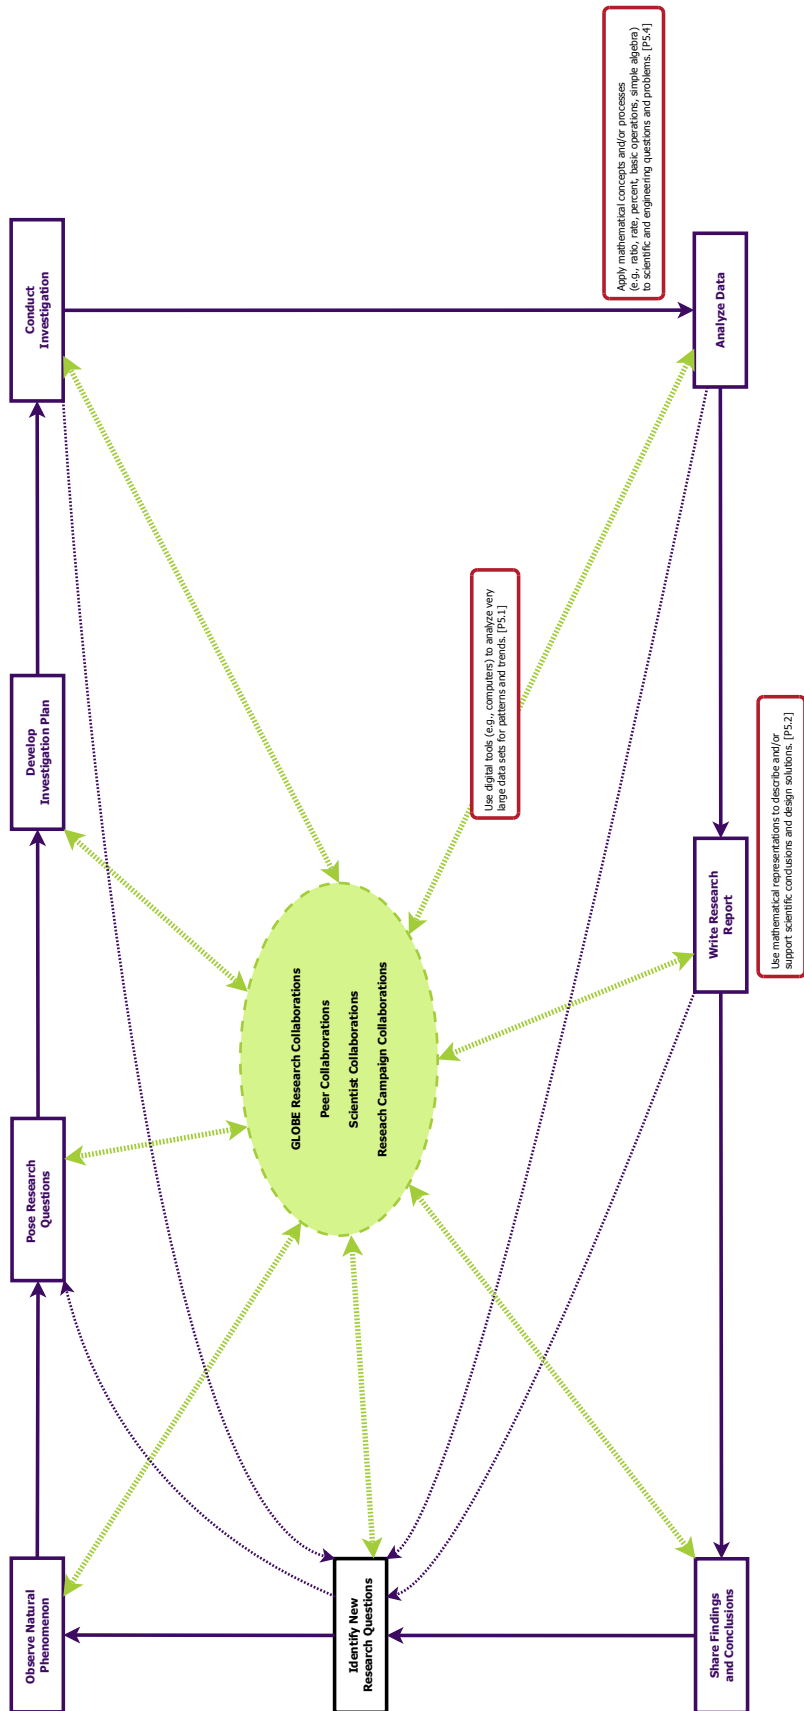 Observe Natural
Phenomenon
Pose Research
Questions
Develop
Investigation Plan
Conduct
Investigation
Identify New
Research Questions
GLOBE Research Collaborations
Peer Collabrorations
Scientist Collaborations
Reseach Campaign Collaborations
Use digital tools (e.g., computers) to analyze very
large data sets for patterns and trends. [P5.1]
Apply mathematical concepts and/or processes
(e.g., ratio, rate, percent, basic operations, simple algebra)
to scientific and engineering questions and problems. [P5.4]
Share Findings
and Conclusions
Write Research
Report
Analyze Data
Use mathematical representations to describe and/or
support scientific conclusions and design solutions. [P5.2]